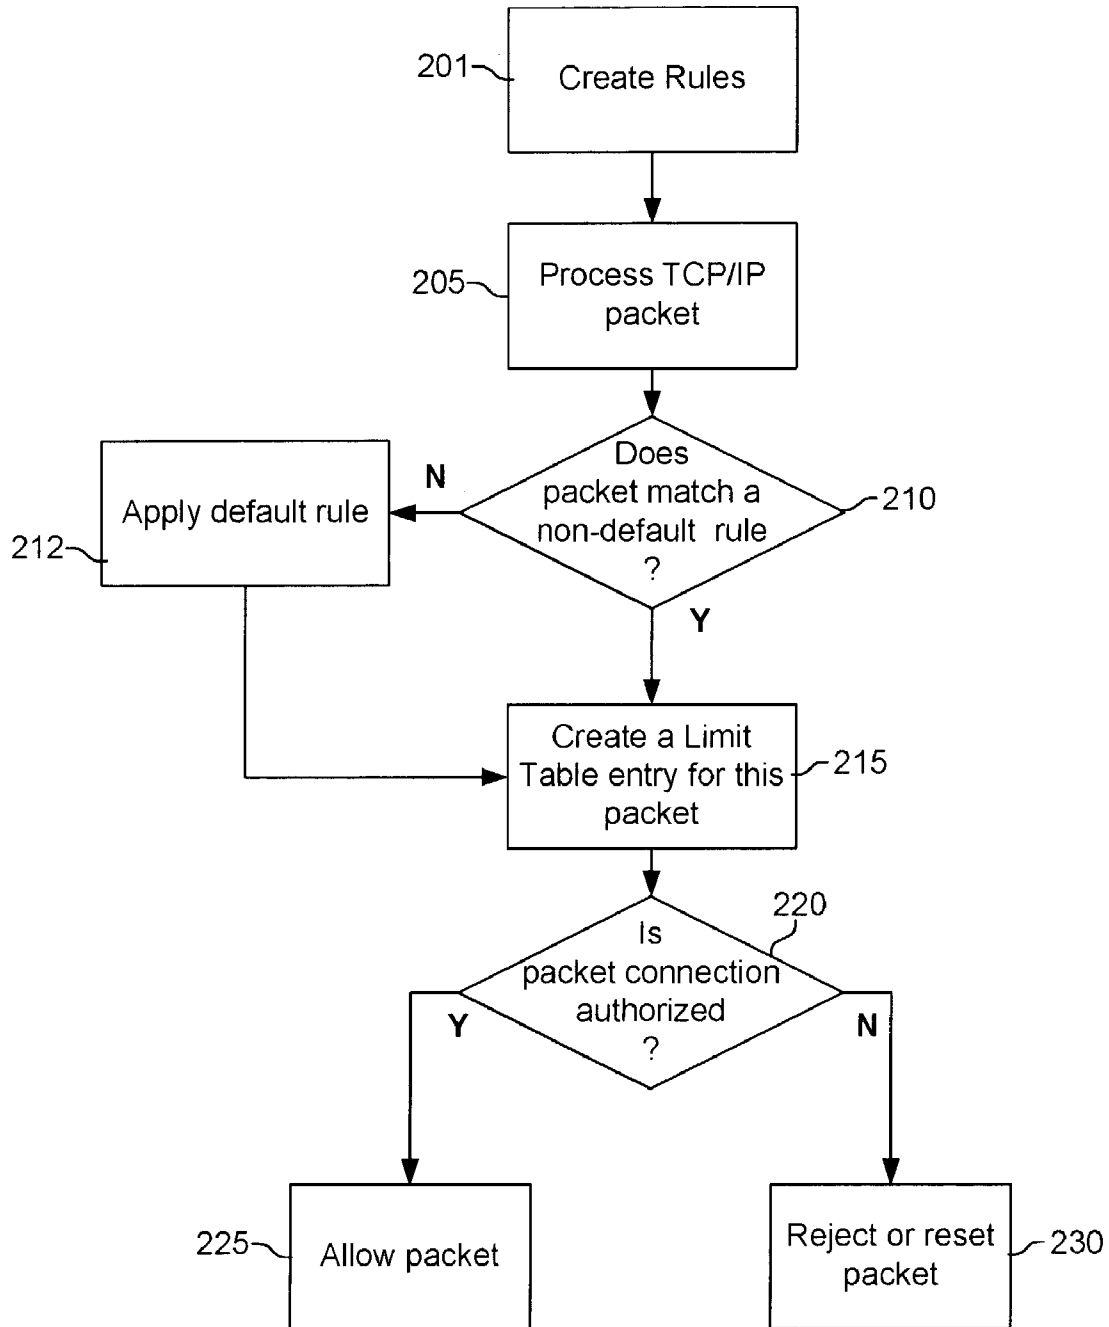 201
Create Rules
205
Process TCP/IP
packet
Does
packet match a
non-default rule
?
210
N
Y
Apply default rule
212
Create a Limit
Table entry for this
packet
215
220
Is
packet connection
authorized
?
Y
N
225
Allow packet
Reject or reset
packet
230